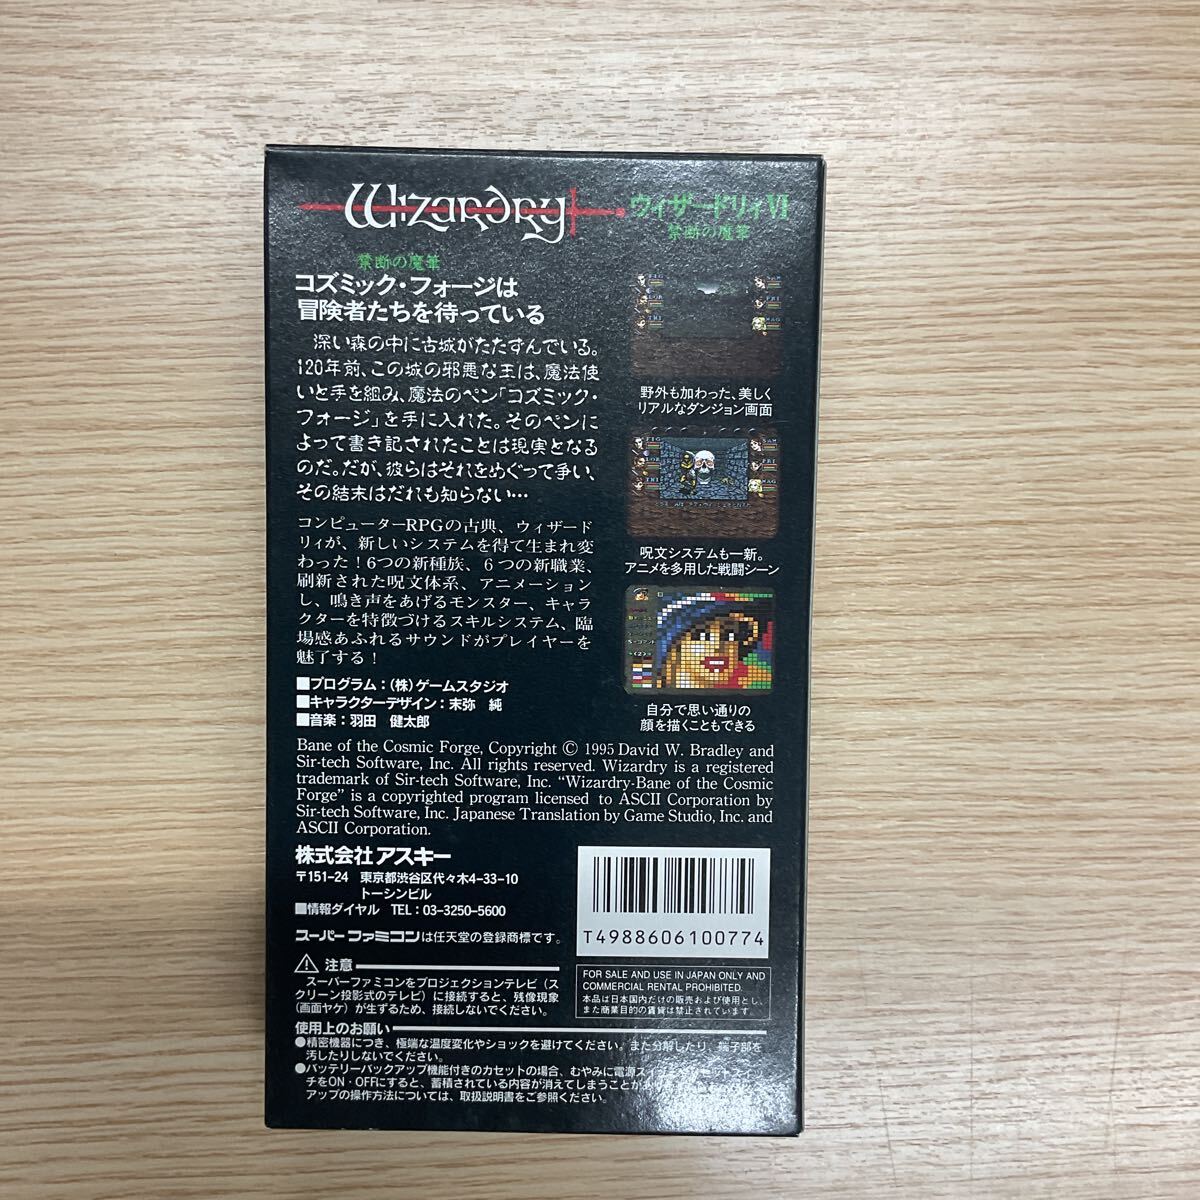 Wizardry
ウィザードリィVI
禁断の魔筆
禁断の魔筆
コズミック・フォージは
冒険者たちを待っている
深い森の中に古城がたたずんでいる。
120年前、この城の邪悪な王は、魔法使
いと手を組み、魔法のペン「コズミック・
フォージ」を手に入れた。そのペンに
よって書き記されたことは現実となる
のだ。だが、彼らはそれをめぐって争い、
その結末はだれも知らない…
コンピューターRPGの古典、ウィザード
リィが、新しいシステムを得て生まれ変
わった！6つの新種族、6つの新職業、
刷新された呪文体系、アニメーション
し、鳴き声をあげるモンスター、キャラ
クターを特徴づけるスキルシステム、臨
場感あふれるサウンドがプレイヤーを
魅了する！
■プログラム：（株）ゲームスタジオ
■キャラクターデザイン：末弥　純
■音楽：羽田　健太郎
FIG
LOR
THI
SAM
PRI
MAG
野外も加わった、美しく
リアルなダンジョン画面
FIG
LOR
THI
SAM
PRI
MAG
呪文システムも一新。
アニメを多用した戦闘シーン
自分で思い通りの
顔を描くこともできる
Bane of the Cosmic Forge, Copyright © 1995 David W. Bradley and
Sir-tech Software, Inc. All rights reserved. Wizardry is a registered
trademark of Sir-tech Software, Inc. “Wizardry-Bane of the Cosmic
Forge” is a copyrighted program licensed to ASCII Corporation by
Sir-tech Software, Inc. Japanese Translation by Game Studio, Inc. and
ASCII Corporation.
株式会社アスキー
〒151-24　東京都渋谷区代々木4-33-10
トーシンビル
■情報ダイヤル　TEL：03-3250-5600
スーパーファミコンは任天堂の登録商標です。
T4988606100774
⚠ 注意
スーパーファミコンをプロジェクションテレビ（ス
クリーン投影式のテレビ）に接続すると、残像現象
（画面ヤケ）が生ずるため、接続しないでください。
FOR SALE AND USE IN JAPAN ONLY AND
COMMERCIAL RENTAL PROHIBITED.
本品は日本国内だけの販売および使用とし、
また商業目的の賃貸は禁止されています。
使用上のお願い
●精密機器につき、極端な温度変化やショックを避けてください。また分解したり、端子部を
汚したりしないでください。
●バッテリーバックアップ機能付きのカセットの場合、むやみに電源ス
チをON・OFFにすると、蓄積されている内容が消えてしまうことが
アップの操作方法については、取扱説明書をご参照ください。